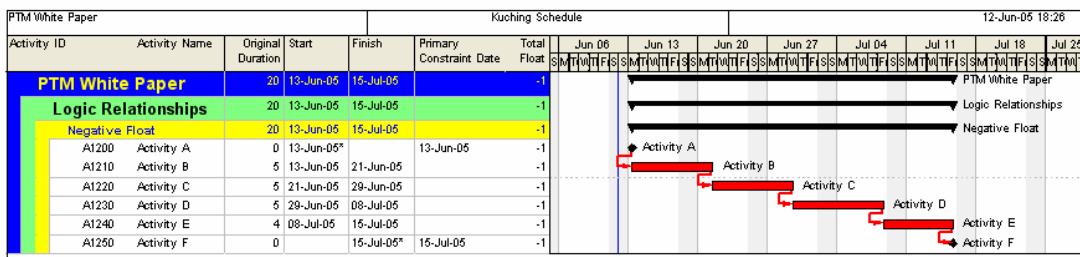 PTM White Paper Kuching Schedule 12-Jun-05 18:26
Activity ID Activity Name Original Duration Start Finish Primary Constraint Date Total Float Jun 06 Jun 13 Jun 20 Jun 27 Jul 04 Jul 11 Jul 18 Jul 25
PTM White Paper 20 13-Jun-05 15-Jul-05 -1 PTM White Paper
Logic Relationships 20 13-Jun-05 15-Jul-05 -1 Logic Relationships
Negative Float 20 13-Jun-05 15-Jul-05 -1 Negative Float
A1200 Activity A 0 13-Jun-05* 13-Jun-05 -1 Activity A
A1210 Activity B 5 13-Jun-05 21-Jun-05 -1 Activity B
A1220 Activity C 5 21-Jun-05 29-Jun-05 -1 Activity C
A1230 Activity D 5 29-Jun-05 08-Jul-05 -1 Activity D
A1240 Activity E 4 08-Jul-05 15-Jul-05 -1 Activity E
A1250 Activity F 0 15-Jul-05* 15-Jul-05 -1 Activity F